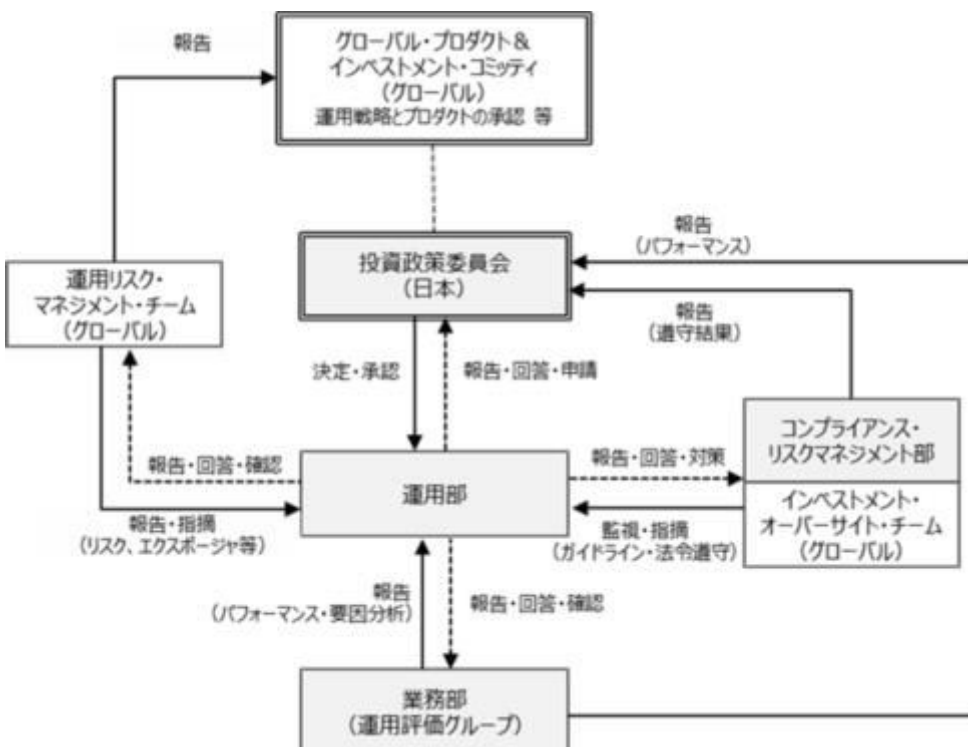 報告
グローバル・プロダクト＆
インベストメント・コミッティ
(グローバル)
運用戦略とプロダクトの承認 等
報告
(パフォーマンス)
投資政策委員会
(日本)
運用リスク・
マネジメント・チーム
(グローバル)
報告
(遵守結果)
決定・承認
報告・回答・申請
コンプライアンス・
リスクマネジメント部
報告・回答・確認
運用部
報告・回答・対策
インベストメント・
オーバーサイト・チーム
(グローバル)
報告・指摘
(リスク、エクスポージャ等)
監視・指摘
(ガイドライン・法令遵守)
報告
(パフォーマンス・要因分析)
報告・回答・確認
業務部
(運用評価グループ)